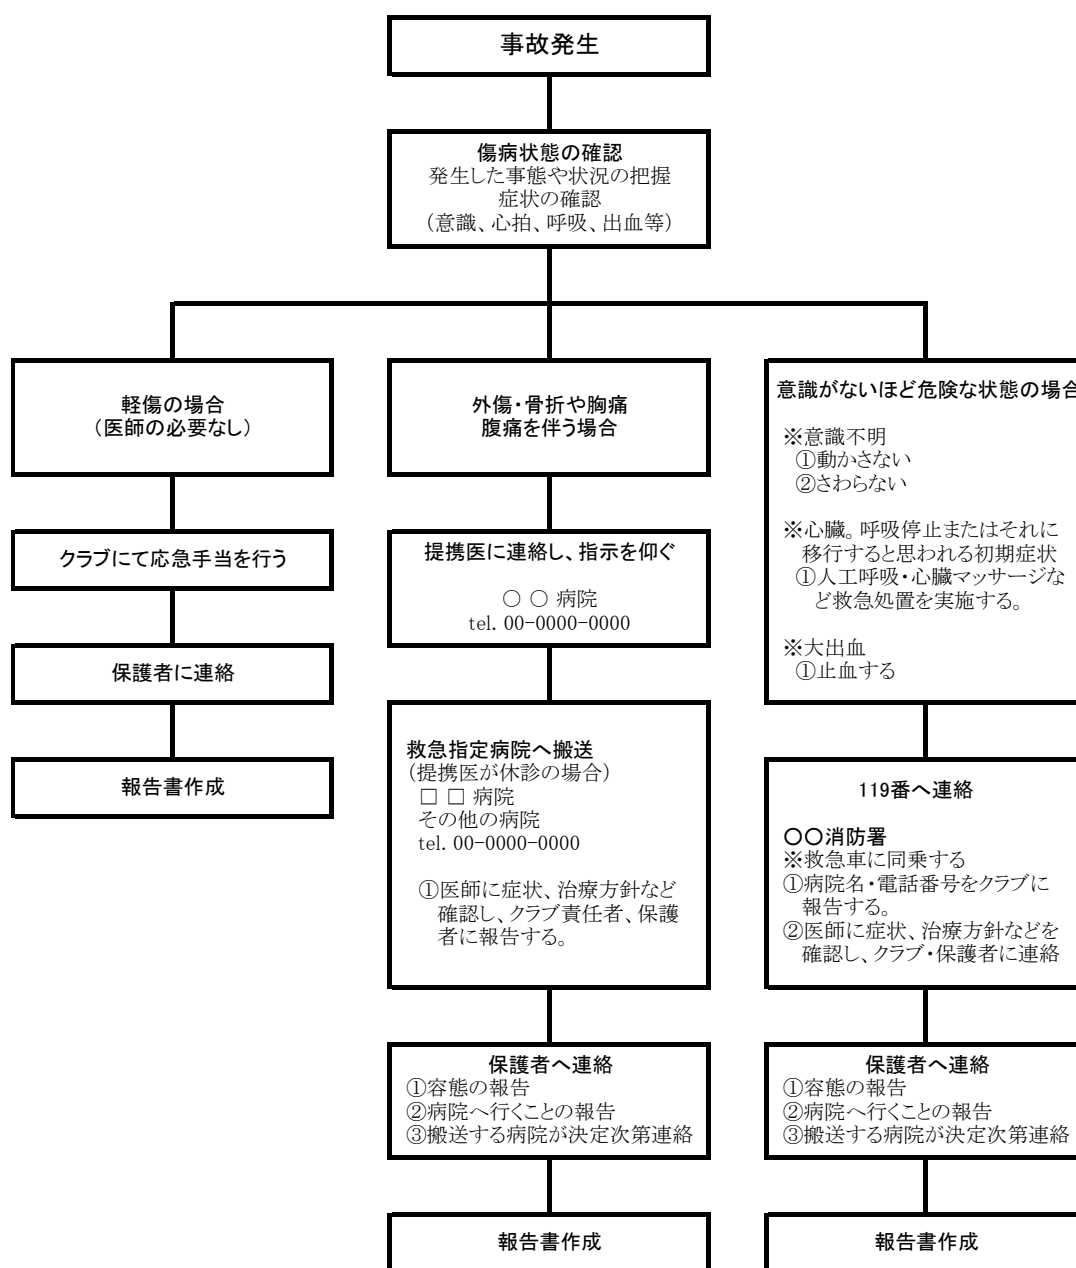 事故発生
傷病状態の確認
発生した事態や状況の把握
症状の確認
(意識、心拍、呼吸、出血等)
軽傷の場合
(医師の必要なし)
クラブにて応急手当を行う
保護者に連絡
報告書作成
外傷・骨折や胸痛
腹痛を伴う場合
提携医に連絡し、指示を仰ぐ
○ ○ 病院
tel. 00-0000-0000
救急指定病院へ搬送
(提携医が休診の場合)
□ □ 病院
その他の病院
tel. 00-0000-0000
①医師に症状、治療方針など
確認し、クラブ責任者、保護
者に報告する。
保護者へ連絡
①容態の報告
②病院へ行くことの報告
③搬送する病院が決定次第連絡
報告書作成
意識がないほど危険な状態の場合
※意識不明
①動かさない
②さわらない
※心臓。呼吸停止またはそれに
移行すると思われる初期症状
①人工呼吸・心臓マッサージな
ど救急処置を実施する。
※大出血
①止血する
119番へ連絡
〇〇消防署
※救急車に同乗する
①病院名・電話番号をクラブに
報告する。
②医師に症状、治療方針などを
確認し、クラブ・保護者に連絡
保護者へ連絡
①容態の報告
②病院へ行くことの報告
③搬送する病院が決定次第連絡
報告書作成